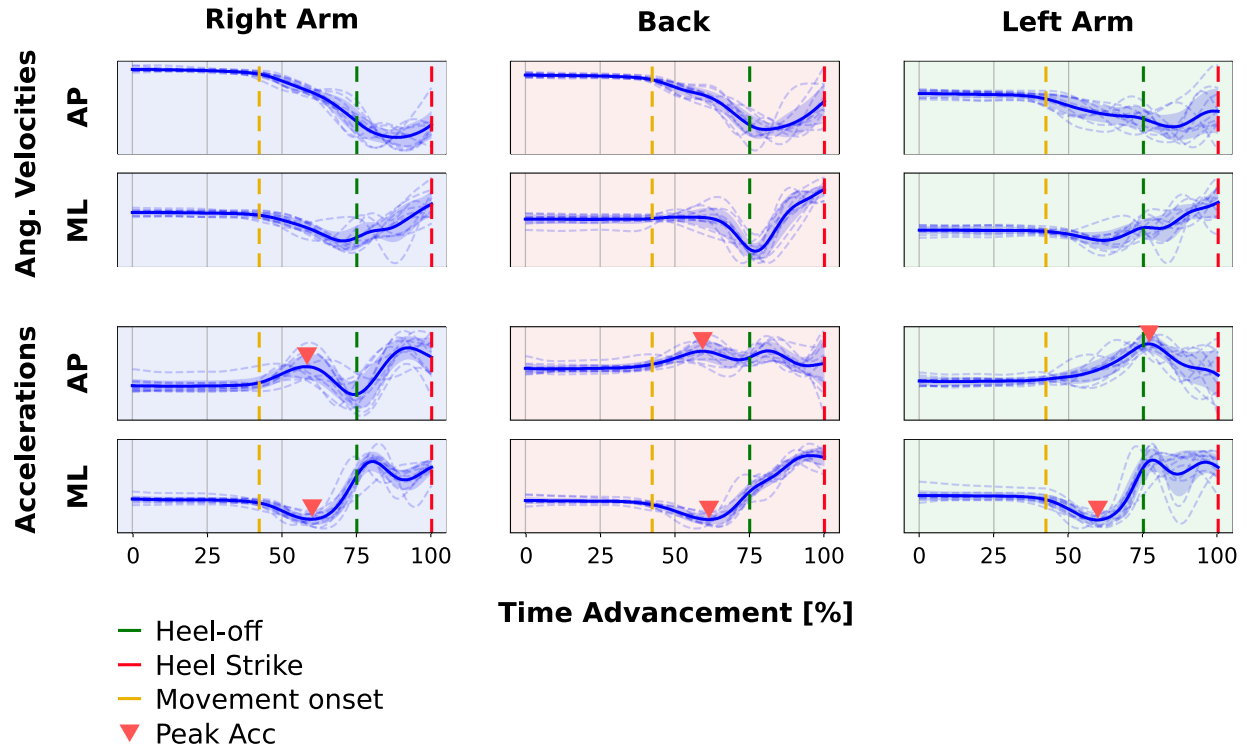 Right Arm Back Left Arm
Ang. Velocities
AP
ML
Accelerations
AP
ML
0 25 50 75 100 0 25 50 75 100 0 25 50 75 100
Time Advancement [%]
Heel-off
Heel Strike
Movement onset
Peak Acc